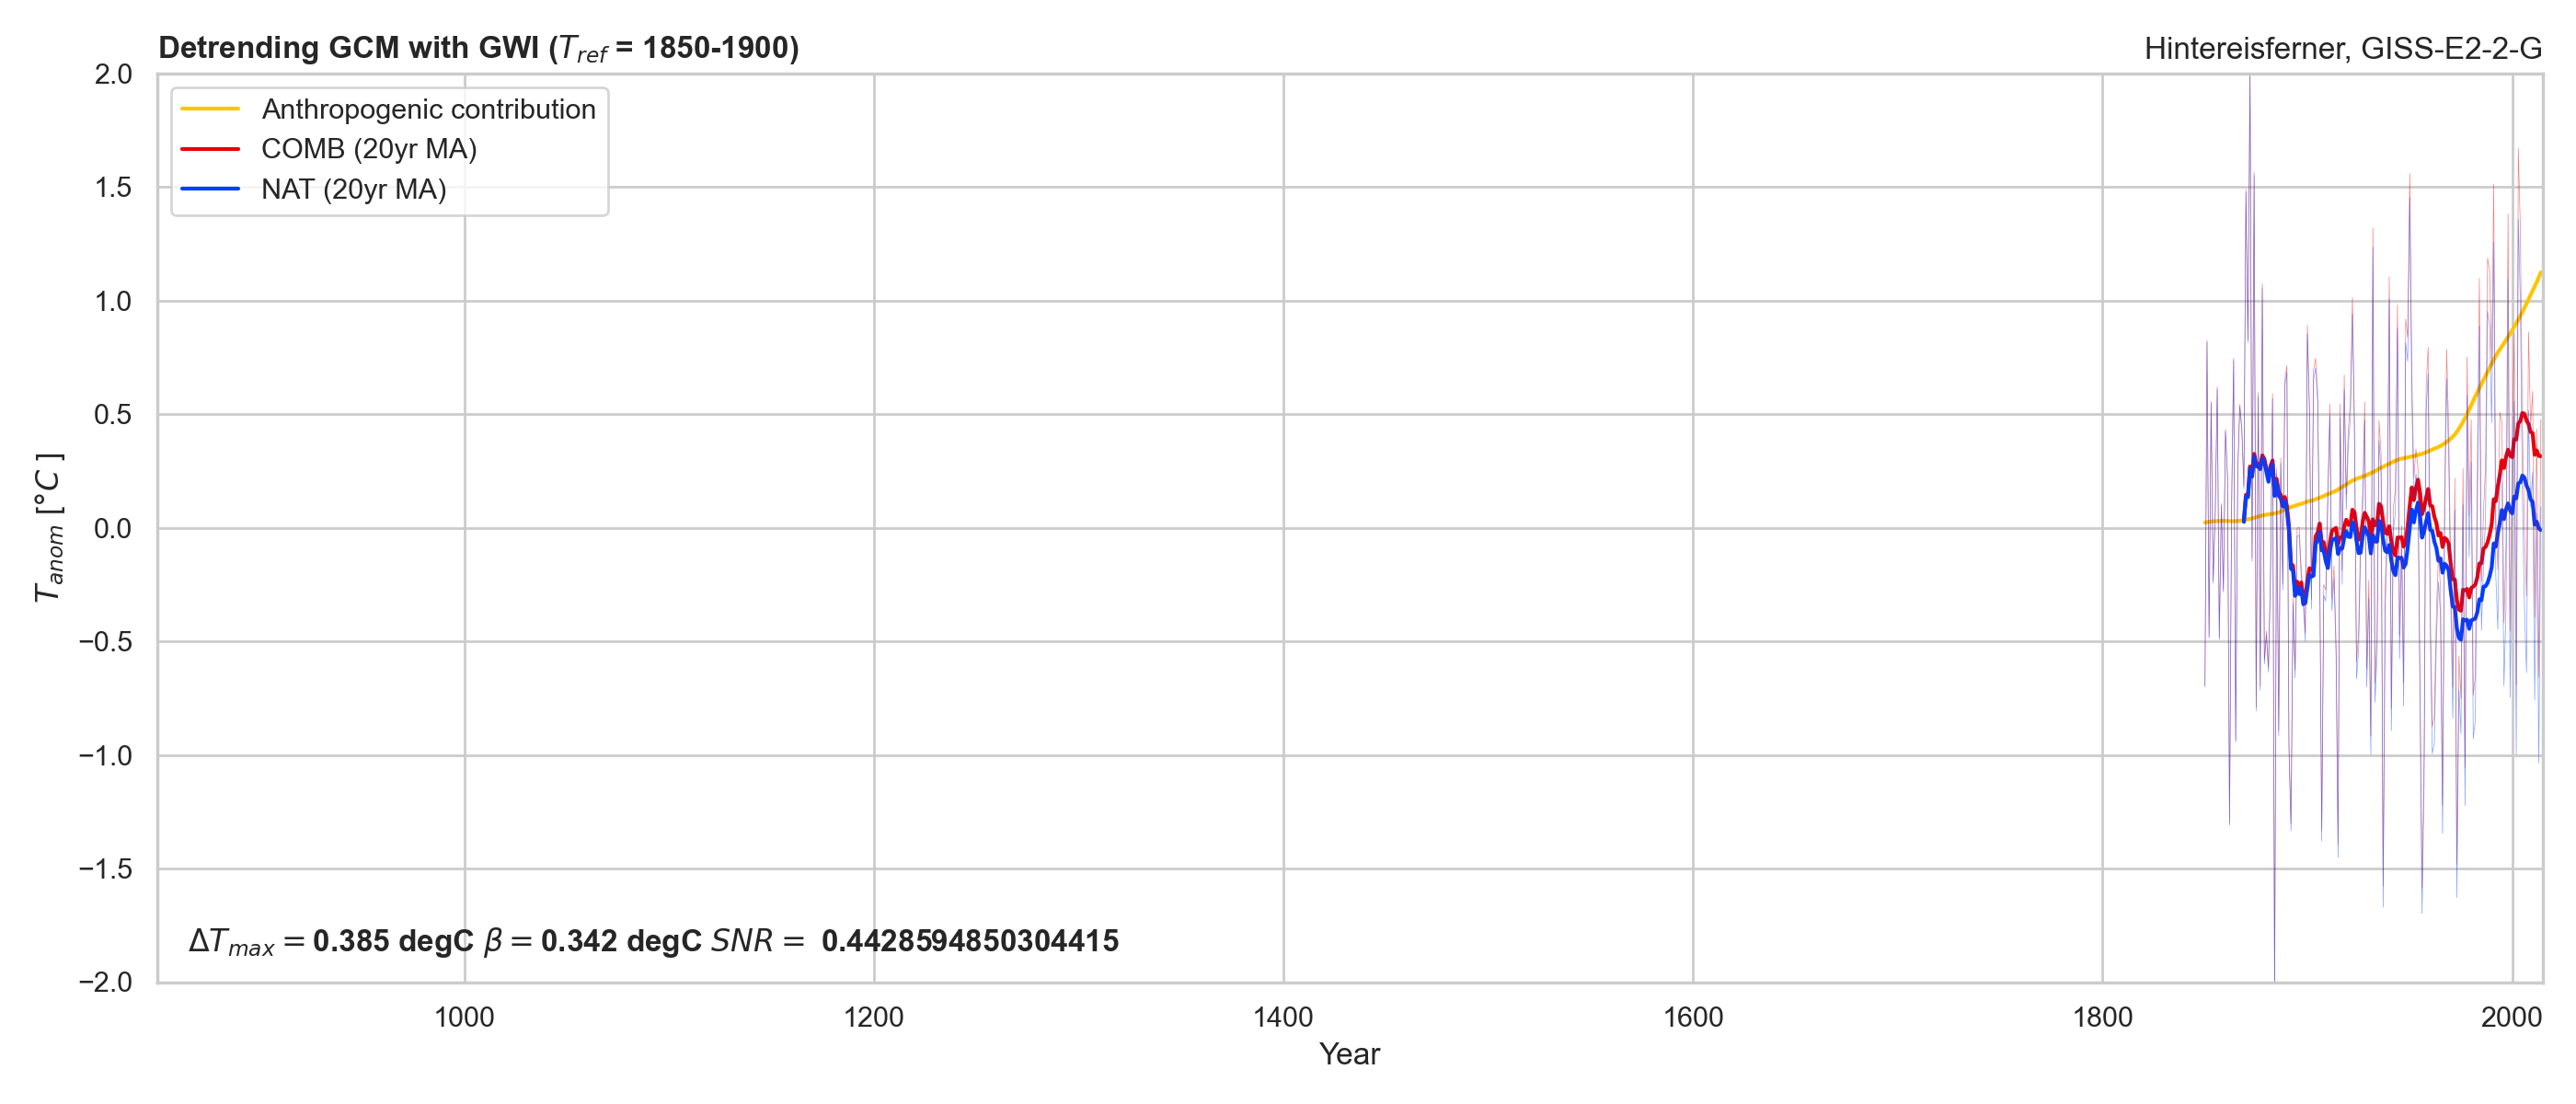 Detrending GCM with GWI (T_ref = 1850-1900)
Hintereisferner, GISS-E2-2-G
Anthropogenic contribution
COMB (20yr MA)
NAT (20yr MA)
2.0
1.5
1.0
0.5
0.0
−0.5
−1.0
−1.5
−2.0
T_anom [°C ]
ΔT_max = 0.385 degC β = 0.342 degC SNR = 0.4428594850304415
1000 1200 1400 1600 1800 2000
Year